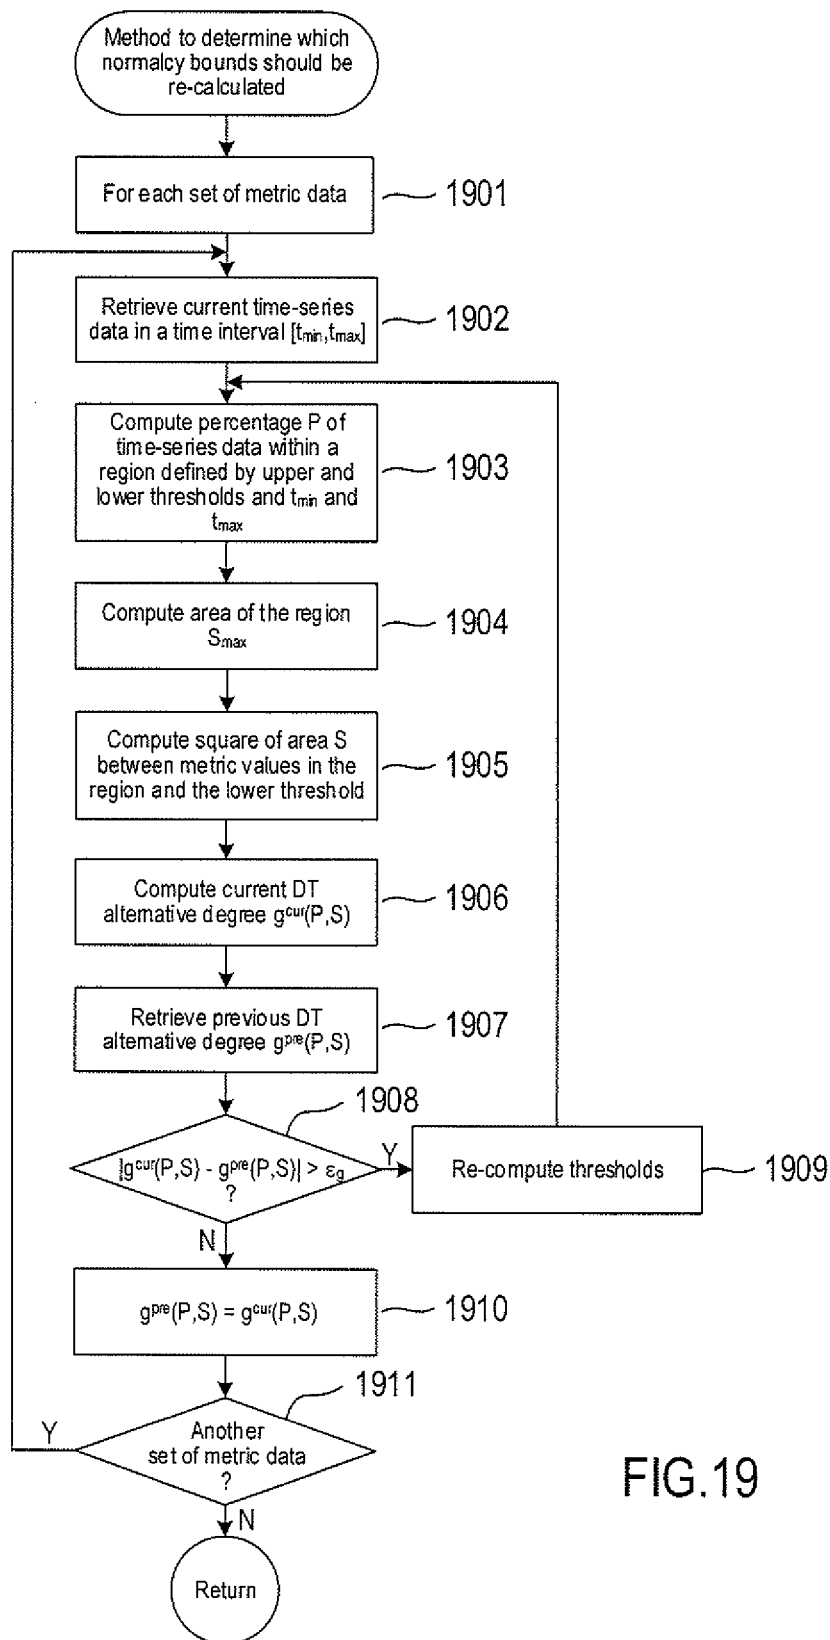 Method to determine which
normalcy bounds should be
re-calculated
For each set of metric data
1901
Retrieve current time-series
data in a time interval [tmin,tmax]
1902
Compute percentage P of
time-series data within a
region defined by upper and
lower thresholds and tmin and
tmax
1903
Compute area of the region
Smax
1904
Compute square of area S
between metric values in the
region and the lower threshold
1905
Compute current DT
alternative degree gcur(P,S)
1906
Retrieve previous DT
alternative degree gpre(P,S)
1907
1908
|gcur(P,S) - gpre(P,S)| > εg
?
Y
Re-compute thresholds
1909
N
gpre(P,S) = gcur(P,S)
1910
1911
Y
Another
set of metric data
?
N
Return
FIG.19